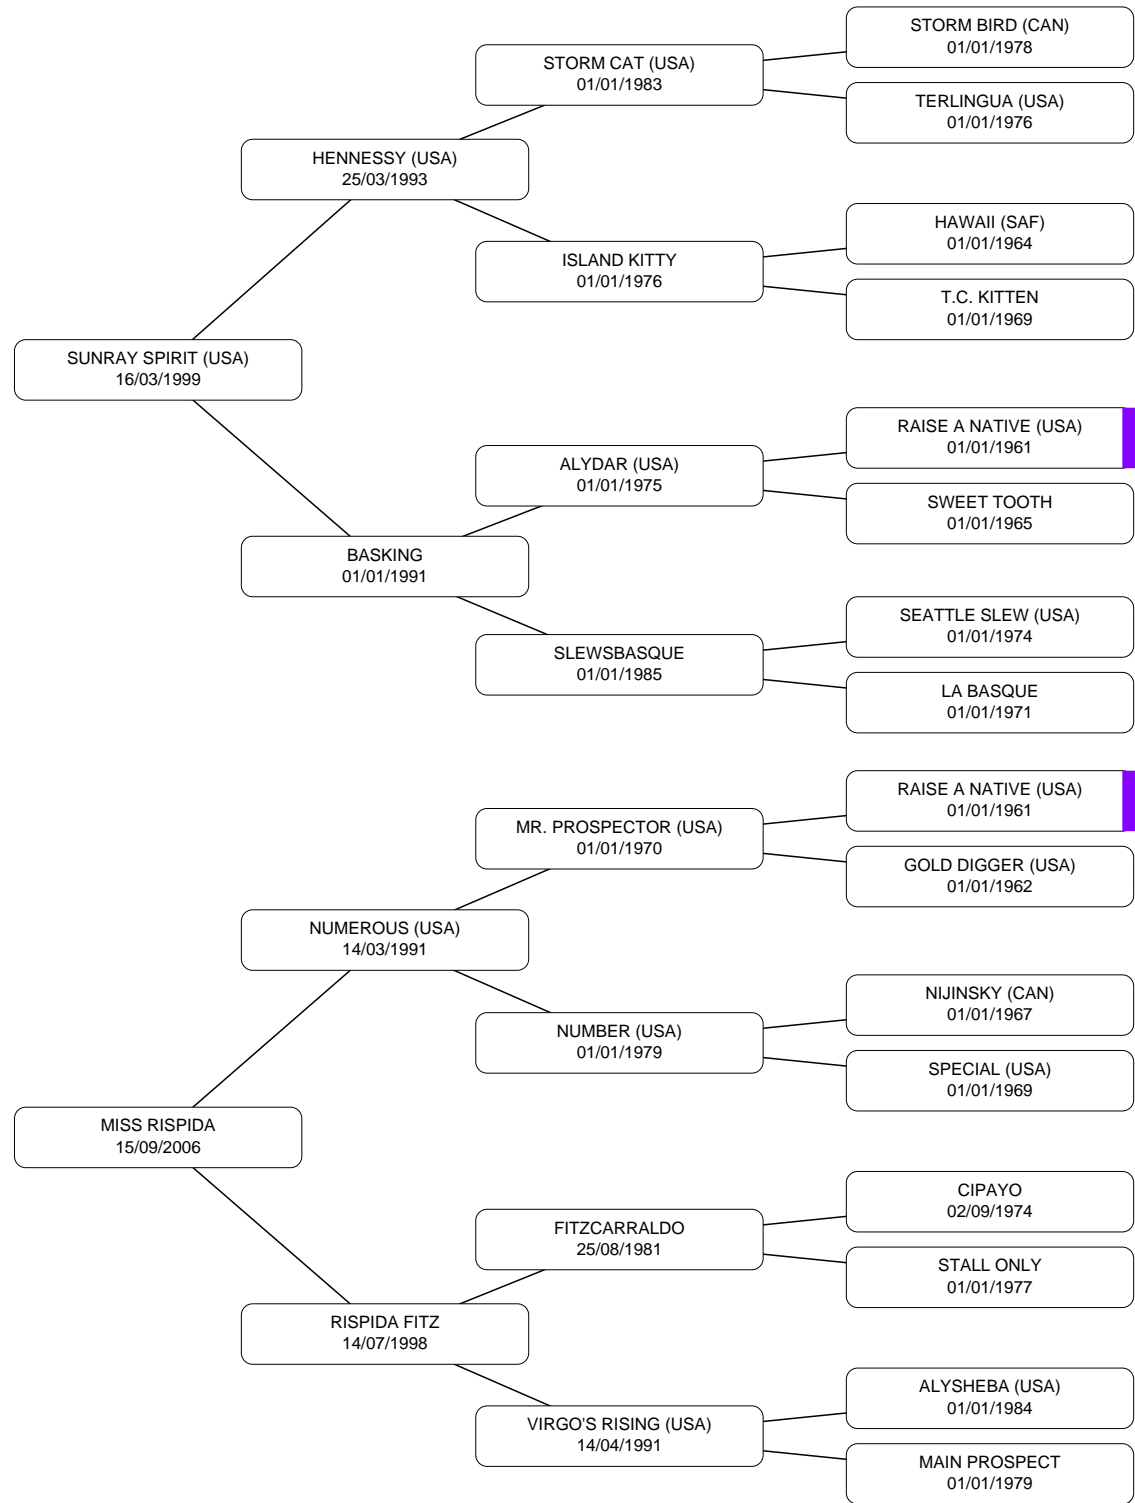 STORM BIRD (CAN)
01/01/1978
STORM CAT (USA)
01/01/1983
TERLINGUA (USA)
01/01/1976
HENNESSY (USA)
25/03/1993
HAWAII (SAF)
01/01/1964
ISLAND KITTY
01/01/1976
T.C. KITTEN
01/01/1969
SUNRAY SPIRIT (USA)
16/03/1999
RAISE A NATIVE (USA)
01/01/1961
ALYDAR (USA)
01/01/1975
SWEET TOOTH
01/01/1965
BASKING
01/01/1991
SEATTLE SLEW (USA)
01/01/1974
SLEWSBASQUE
01/01/1985
LA BASQUE
01/01/1971
RAISE A NATIVE (USA)
01/01/1961
MR. PROSPECTOR (USA)
01/01/1970
GOLD DIGGER (USA)
01/01/1962
NUMEROUS (USA)
14/03/1991
NIJINSKY (CAN)
01/01/1967
NUMBER (USA)
01/01/1979
SPECIAL (USA)
01/01/1969
MISS RISPIDA
15/09/2006
CIPAYO
02/09/1974
FITZCARRALDO
25/08/1981
STALL ONLY
01/01/1977
RISPIDA FITZ
14/07/1998
ALYSHEBA (USA)
01/01/1984
VIRGO'S RISING (USA)
14/04/1991
MAIN PROSPECT
01/01/1979